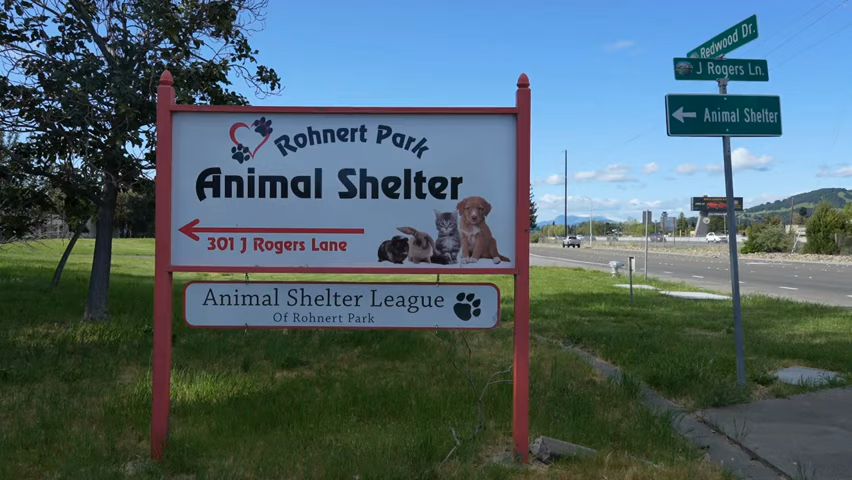 Rohnert Park
Animal Shelter
301 J Rogers Lane
Animal Shelter League
Of Rohnert Park
Redwood Dr.
J Rogers Ln.
Animal Shelter